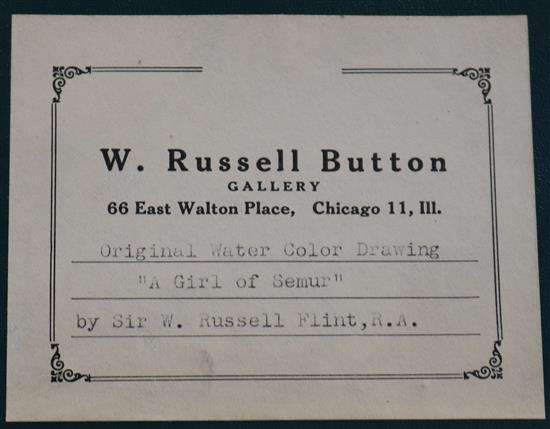 W. Russell Button
GALLERY
66 East Walton Place, Chicago 11, Ill.
Original Water Color Drawing
"A Girl of Semur"
by Sir W. Russell Flint,R.A.